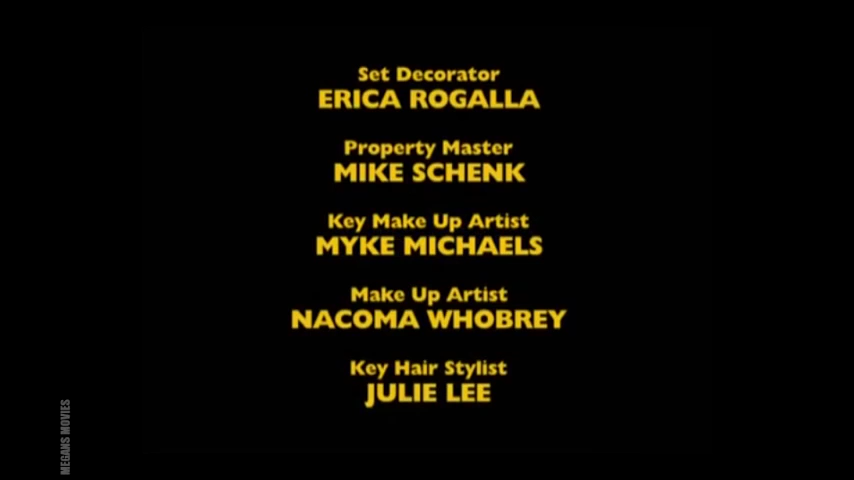 Set Decorator
ERICA ROGALLA
Property Master
MIKE SCHENK
Key Make Up Artist
MYKE MICHAELS
Make Up Artist
NACOMA WHOBREY
Key Hair Stylist
JULIE LEE
MEGANS MOVIES